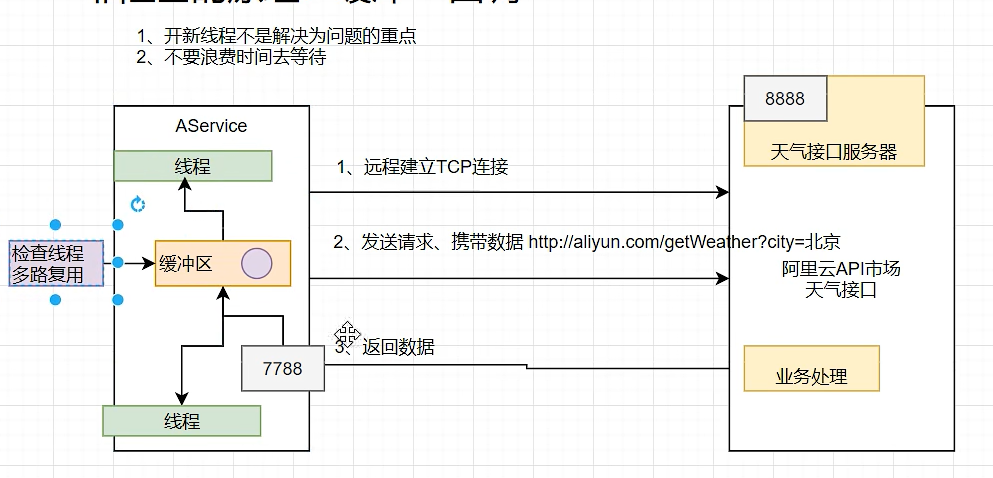 1、开新线程不是解决为问题的重点
2、不要浪费时间去等待
8888
AService
天气接口服务器
线程
1、远程建立TCP连接
2、发送请求、携带数据 http://aliyun.com/getWeather?city=北京
检查线程
多路复用
缓冲区
阿里云API市场
天气接口
3、返回数据
7788
业务处理
线程